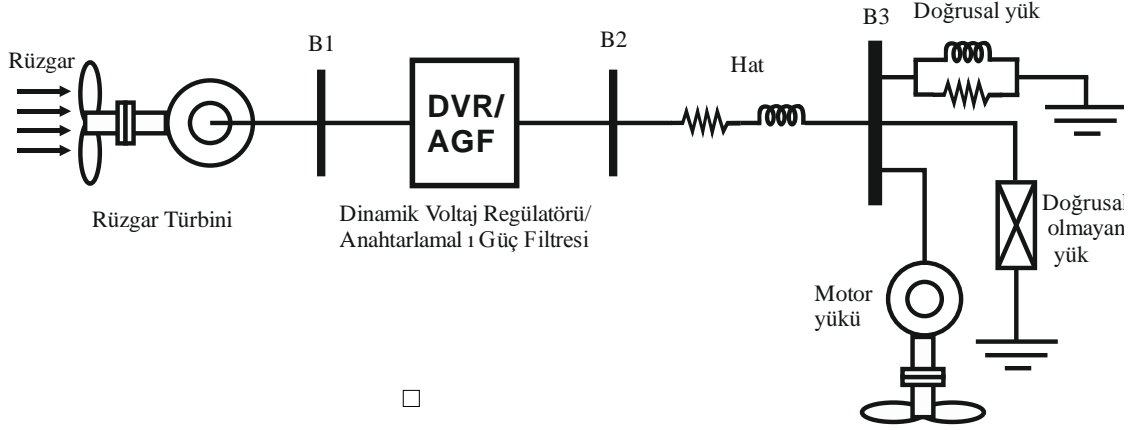 Rüzgar
B1
DVR/
AGF
B2
Hat
B3
Doğrusal yük
Rüzgar Türbini
Dinamik Voltaj Regülatörü/
Anahtarlamal ı Güç Filtresi
Doğrusal
olmayan
yük
Motor
yükü